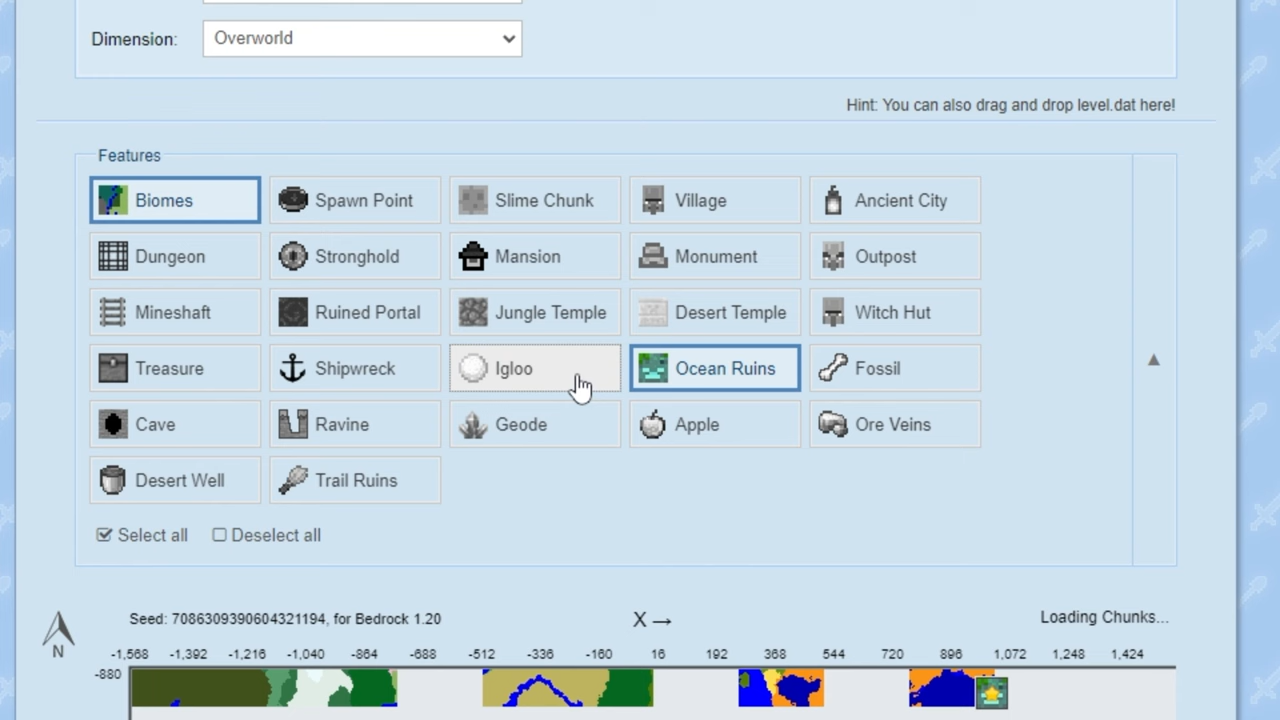 Dimension: Overworld
Hint: You can also drag and drop level.dat here!
Features
Biomes Spawn Point Slime Chunk Village Ancient City
Dungeon Stronghold Mansion Monument Outpost
Mineshaft Ruined Portal Jungle Temple Desert Temple Witch Hut
Treasure Shipwreck Igloo Ocean Ruins Fossil
Cave Ravine Geode Apple Ore Veins
Desert Well Trail Ruins
Select all Deselect all
Seed: 7086309390604321194, for Bedrock 1.20 X → Loading Chunks...
N
-1,568 -1,392 -1,216 -1,040 -864 -688 -512 -336 -160 16 192 368 544 720 896 1,072 1,248 1,424
-880